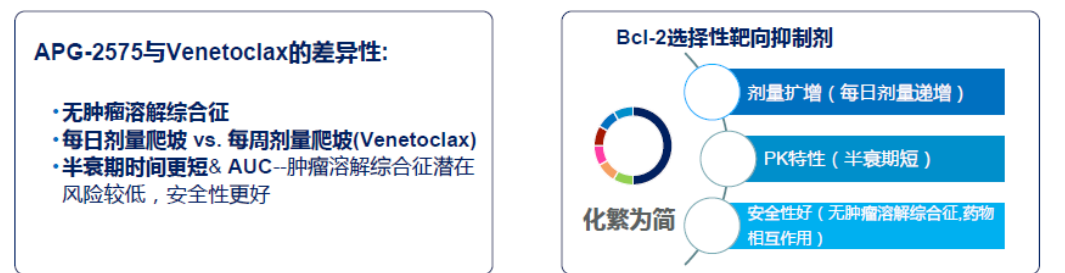 APG-2575与Venetoclax的差异性:
•无肿瘤溶解综合征
•每日剂量爬坡 vs. 每周剂量爬坡(Venetoclax)
•半衰期时间更短& AUC--肿瘤溶解综合征潜在
风险较低，安全性更好
Bcl-2选择性靶向抑制剂
剂量扩增（每日剂量递增）
PK特性（半衰期短）
化繁为简
安全性好（无肿瘤溶解综合征,药物
相互作用）